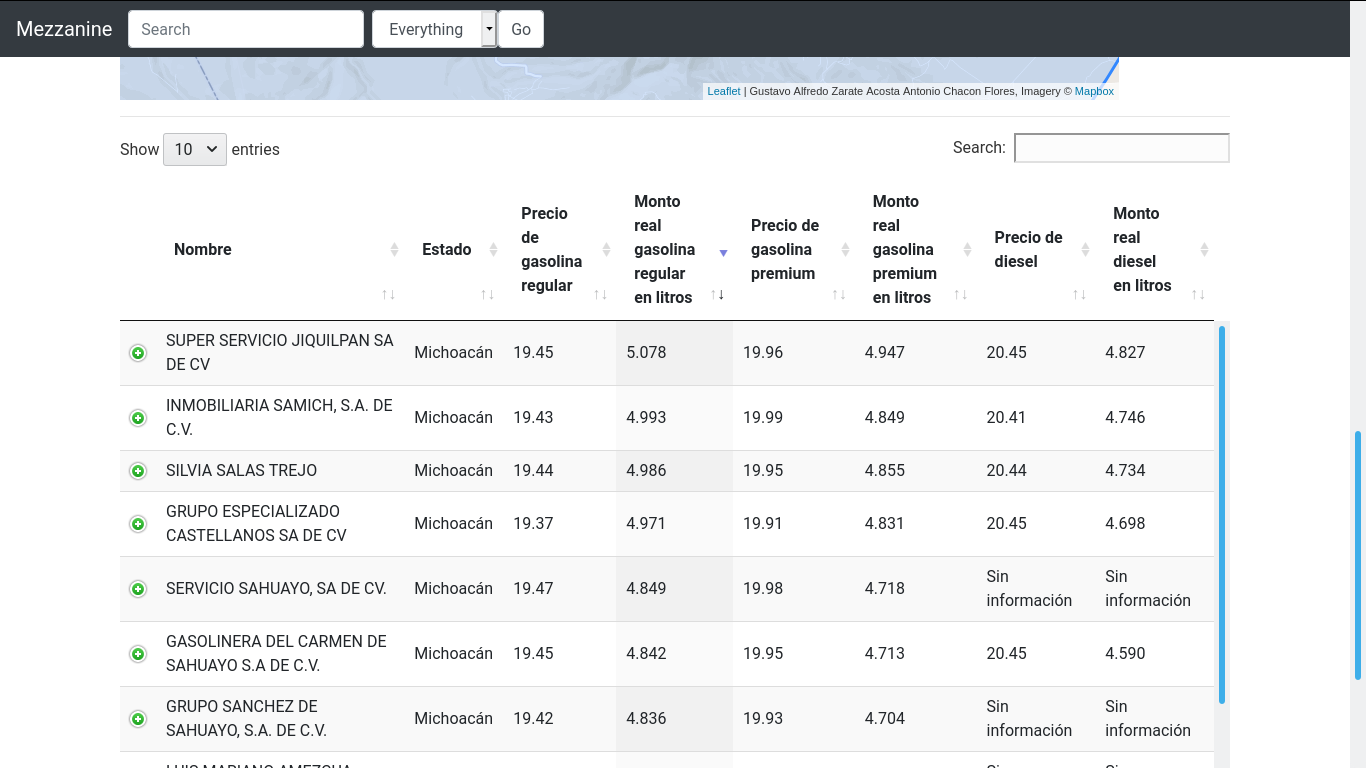 Mezzanine Search Everything Go
Leaflet | Gustavo Alfredo Zarate Acosta Antonio Chacon Flores, Imagery © Mapbox
Show 10 entries Search:
Nombre
Estado
Precio
de
gasolina
regular
Monto
real
gasolina
regular
en litros
Precio de
gasolina
premium
Monto
real
gasolina
premium
en litros
Precio de
diesel
Monto
real
diesel
en litros
SUPER SERVICIO JIQUILPAN SA
DE CV
Michoacán 19.45 5.078 19.96 4.947 20.45 4.827
INMOBILIARIA SAMICH, S.A. DE
C.V.
Michoacán 19.43 4.993 19.99 4.849 20.41 4.746
SILVIA SALAS TREJO Michoacán 19.44 4.986 19.95 4.855 20.44 4.734
GRUPO ESPECIALIZADO
CASTELLANOS SA DE CV
Michoacán 19.37 4.971 19.91 4.831 20.45 4.698
SERVICIO SAHUAYO, SA DE CV. Michoacán 19.47 4.849 19.98 4.718
Sin
información
Sin
información
GASOLINERA DEL CARMEN DE
SAHUAYO S.A DE C.V.
Michoacán 19.45 4.842 19.95 4.713 20.45 4.590
GRUPO SANCHEZ DE
SAHUAYO, S.A. DE C.V.
Michoacán 19.42 4.836 19.93 4.704
Sin
información
Sin
información